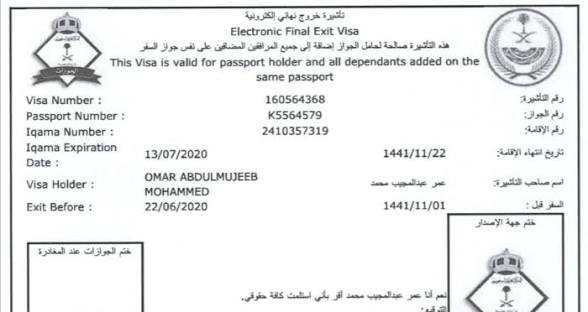 تأشيرة خروج نهائي إلكترونية
Electronic Final Exit Visa
هذه التأشيرة صالحة لحامل الجواز إضافة إلى جميع المرافقين المضافين على نفس جواز السفر
This Visa is valid for passport holder and all dependants added on the
same passport
Visa Number : 160564368 رقم التأشيرة:
Passport Number : K5564579 رقم الجواز:
Iqama Number : 2410357319 رقم الإقامة:
Iqama Expiration
Date : 13/07/2020 1441/11/22 تاريخ انتهاء الإقامة:
Visa Holder : OMAR ABDULMUJEEB
MOHAMMED عمر عبدالمجيب محمد اسم صاحب التأشيرة:
Exit Before : 22/06/2020 1441/11/01 السفر قبل :
ختم جهة الإصدار
ختم الجوازات عند المغادرة
نعم أنا عمر عبدالمجيب محمد أقر بأني استلمت كافة حقوقي.
التوقيع: